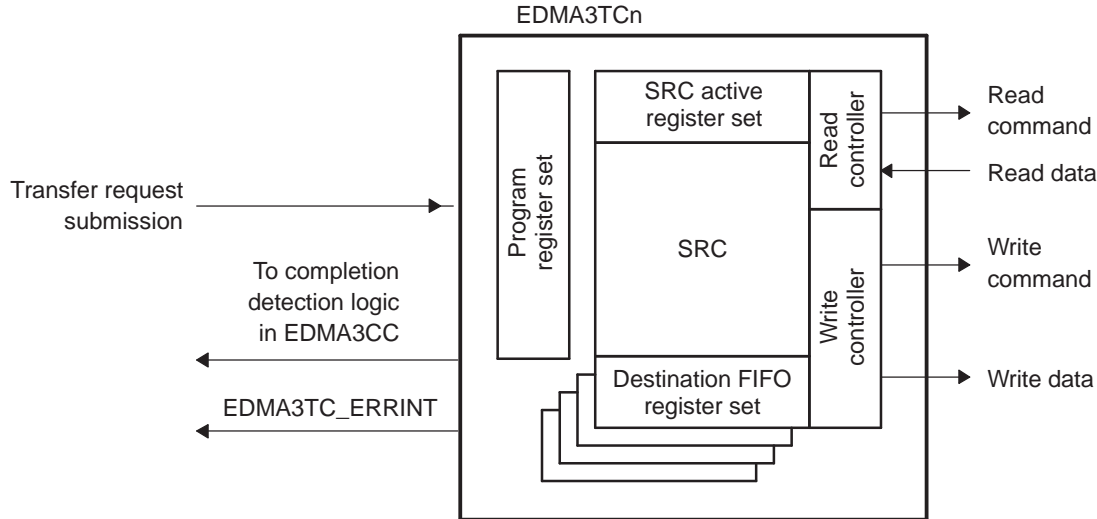 EDMA3TCn
SRC active
register set
Read
controller
Read
command
Read data
Program
register set
Transfer request
submission
SRC
Write
controller
Write
command
To completion
detection logic
in EDMA3CC
Destination FIFO
register set
Write data
EDMA3TC_ERRINT